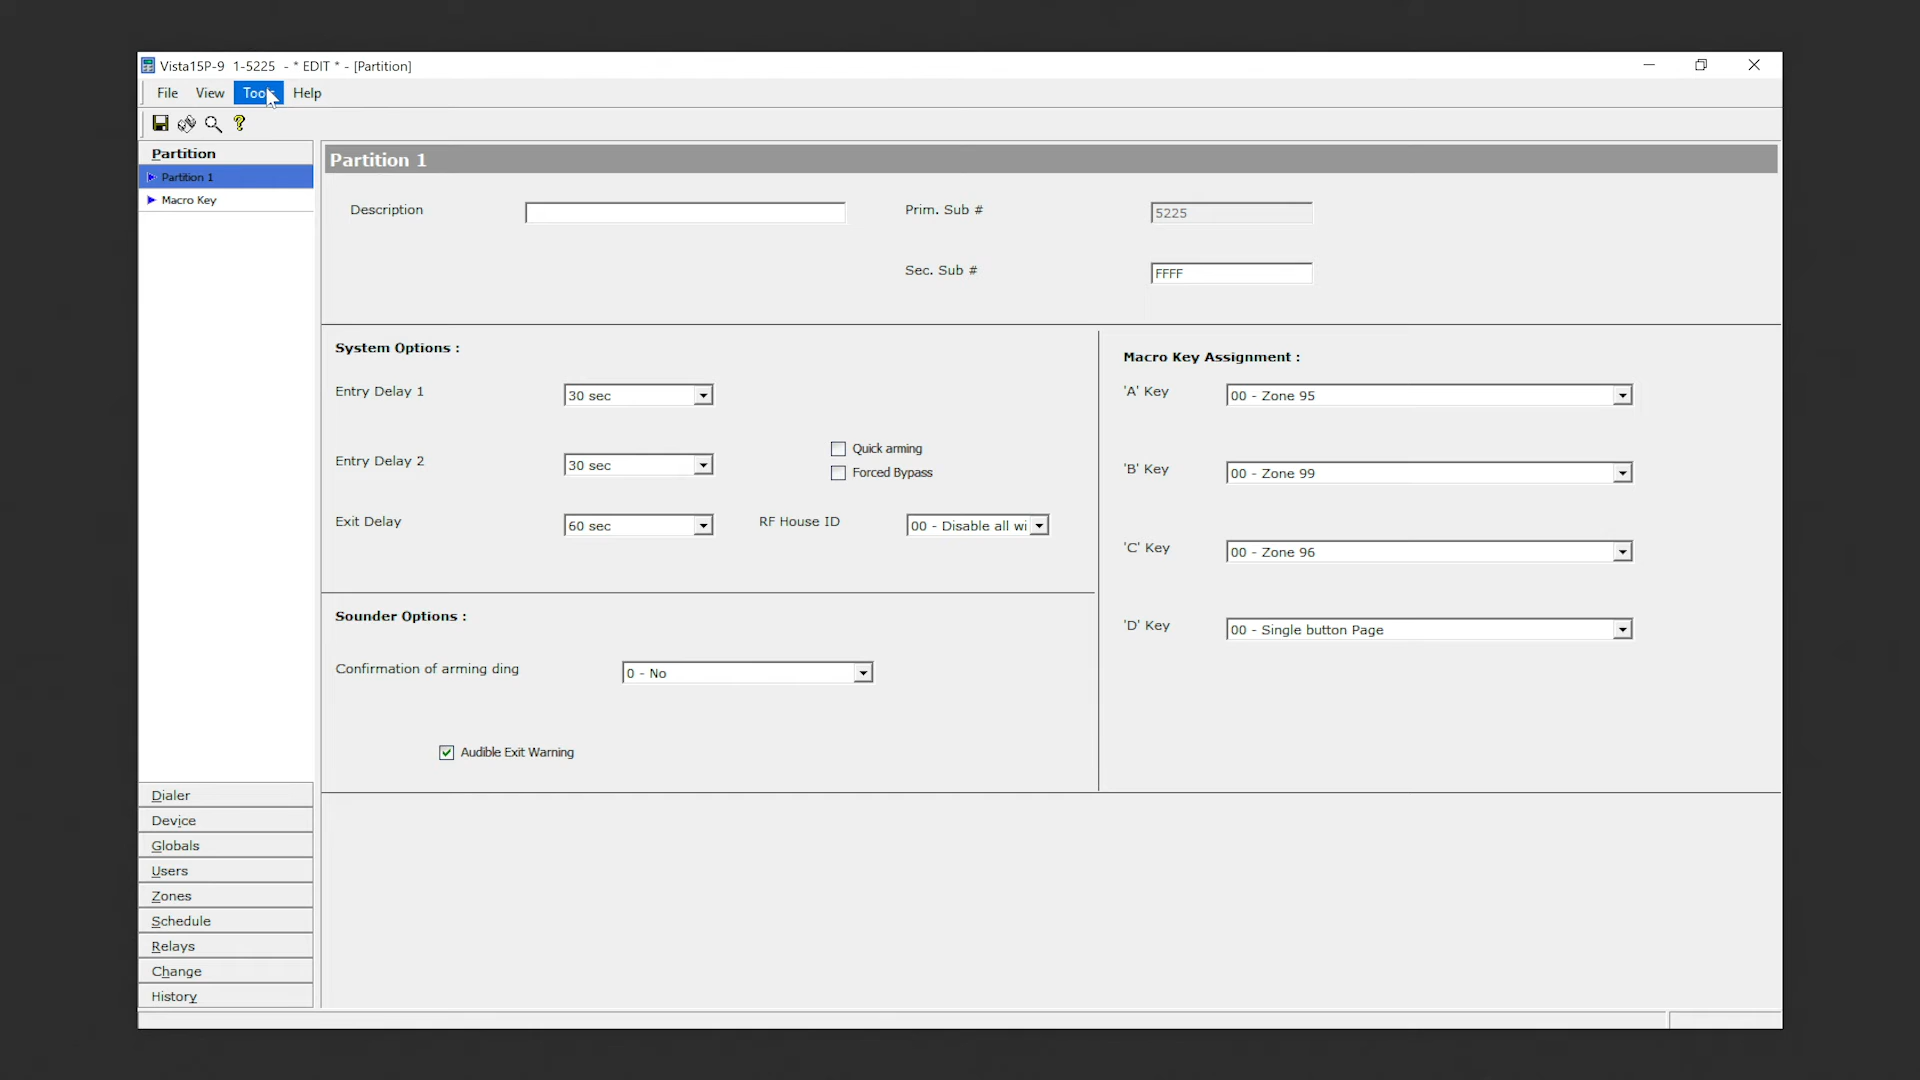 Vista15P-9 1-5225 - * EDIT * - [Partition]
File View Tools Help
Partition
Partition 1
Macro Key
Partition 1
Description
Prim. Sub # 5225
Sec. Sub # FFFF
System Options :
Entry Delay 1 30 sec
Entry Delay 2 30 sec
Quick arming
Forced Bypass
Exit Delay 60 sec
RF House ID 00 - Disable all wi
Macro Key Assignment :
'A' Key 00 - Zone 95
'B' Key 00 - Zone 99
'C' Key 00 - Zone 96
'D' Key 00 - Single button Page
Sounder Options :
Confirmation of arming ding 0 - No
Audible Exit Warning
Dialer
Device
Globals
Users
Zones
Schedule
Relays
Change
History